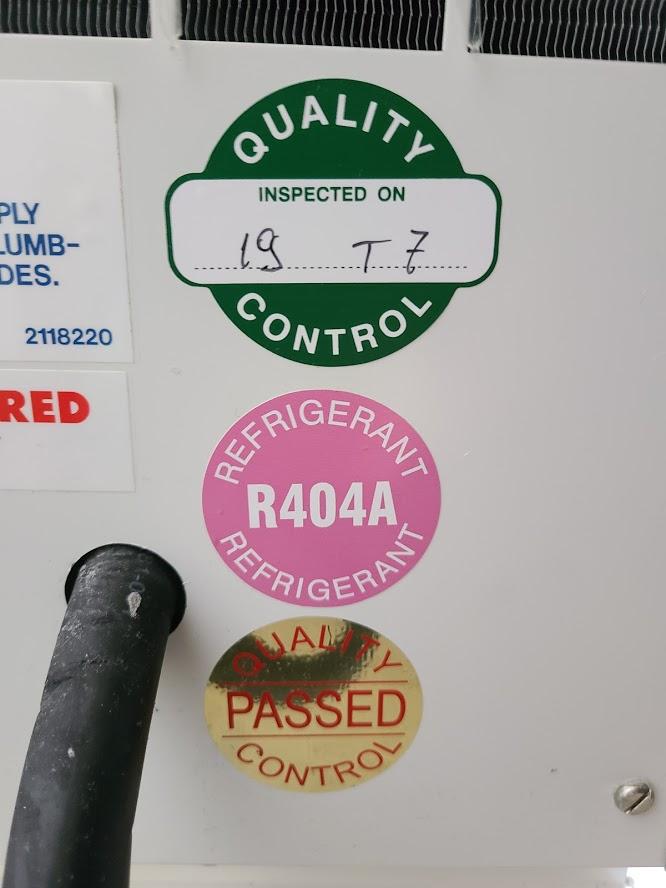 PLY
LUMB-
DES.
2118220
RED
QUALITY
INSPECTED ON
19 T7
CONTROL
REFRIGERANT
R404A
REFRIGERANT
QUALITY
PASSED
CONTROL